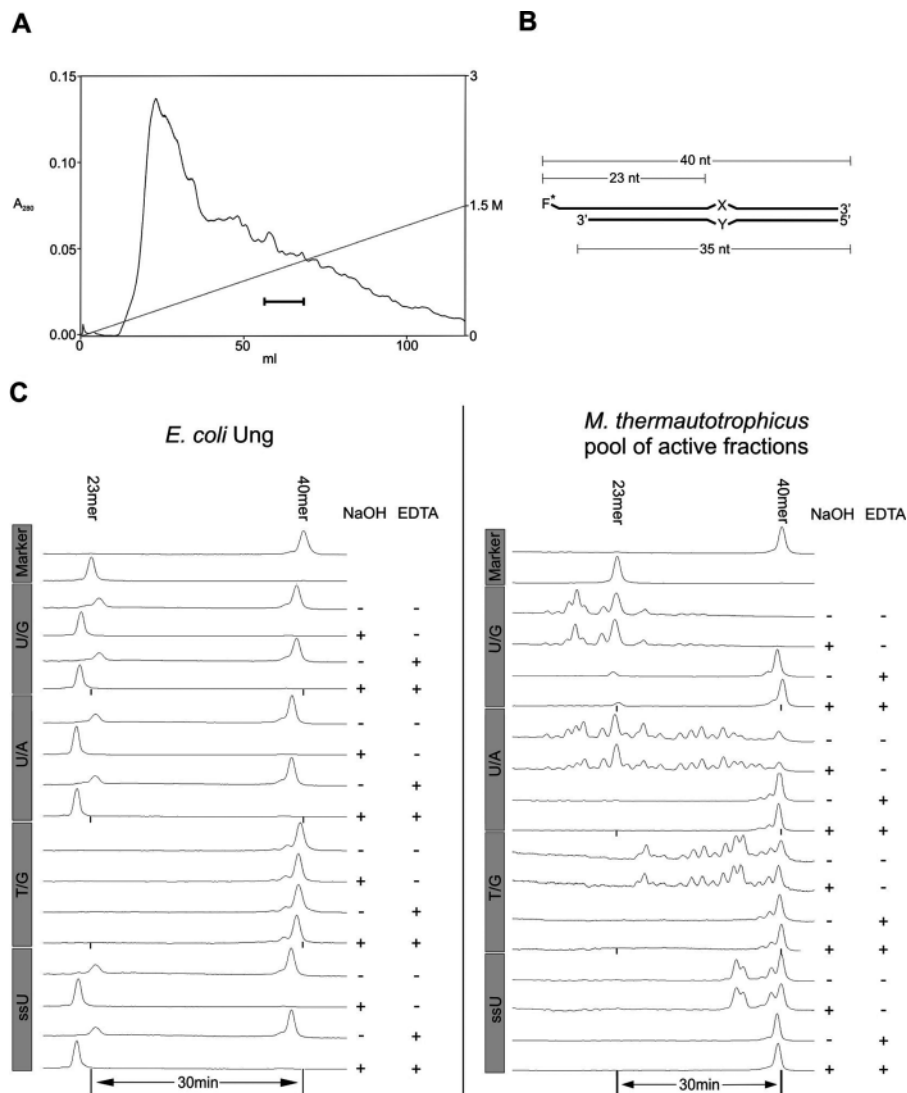 A
0.15
0.10
A280
0.05
0.00
3
1.5 M
0
0
50
100
ml
B
40 nt
23 nt
F*
X
3'
3'
Y
5'
35 nt
C
E. coli Ung
23mer
40mer
NaOH EDTA
Marker
U/G
- -
+ -
- +
+ +
U/A
- -
+ -
- +
+ +
T/G
- -
+ -
- +
+ +
ssU
- -
+ -
- +
+ +
30min
M. thermautotrophicus
pool of active fractions
23mer
40mer
NaOH EDTA
Marker
U/G
- -
+ -
- +
+ +
U/A
- -
+ -
- +
+ +
T/G
- -
+ -
- +
+ +
ssU
- -
+ -
- +
+ +
30min